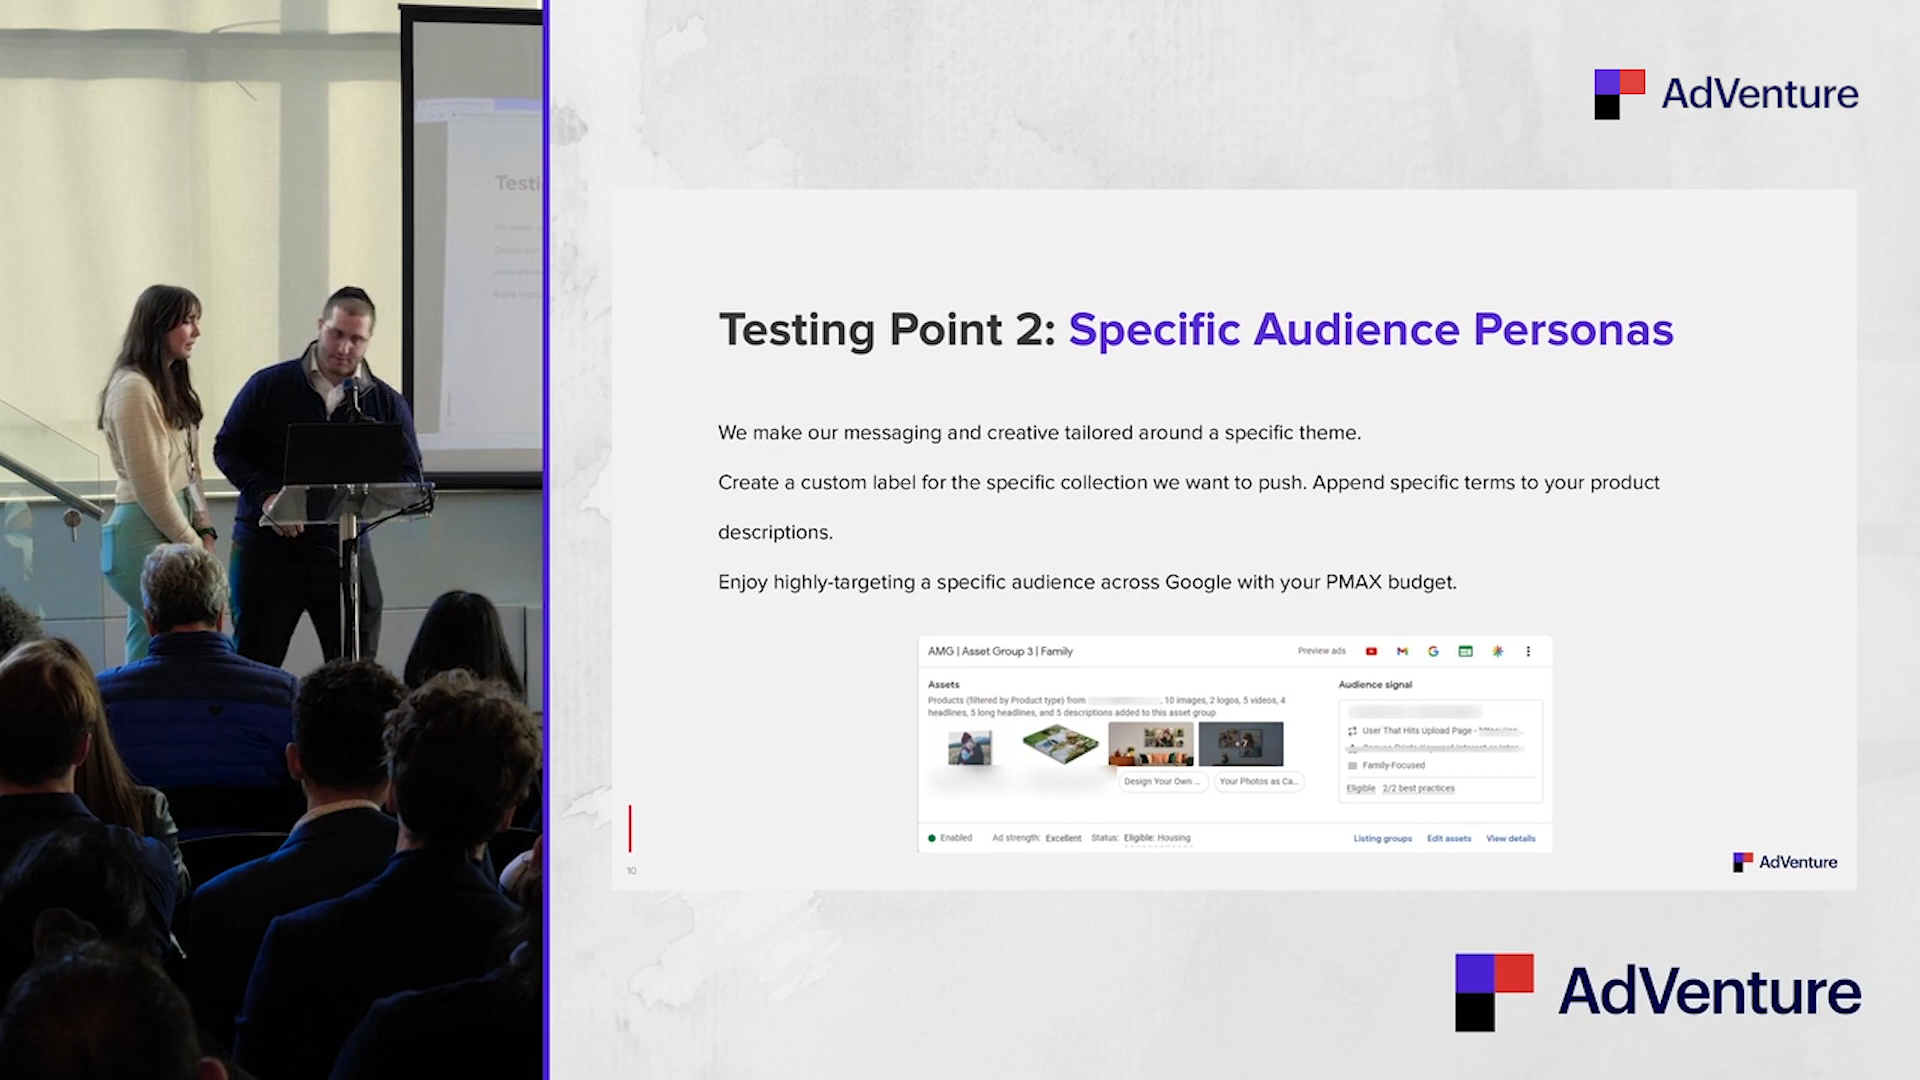 AdVenture
Testi
Testing Point 2: Specific Audience Personas
We make our messaging and creative tailored around a specific theme.
Create a custom label for the specific collection we want to push. Append specific terms to your product
descriptions.
Enjoy highly-targeting a specific audience across Google with your PMAX budget.
AMG | Asset Group 3 | Family
Preview ads
Assets
Products (filtered by Product type) from , 10 images, 2 logos, 5 videos, 4
headlines, 5 long headlines, and 5 descriptions added to this asset group
Design Your Own ...
Your Photos as Ca...
Audience signal
User That Hits Upload Page -
Family-Focused
Eligible 2/2 best practices
Enabled Ad strength: Excellent Status: Eligible: Housing
Listing groups Edit assets View details
10
AdVenture
AdVenture